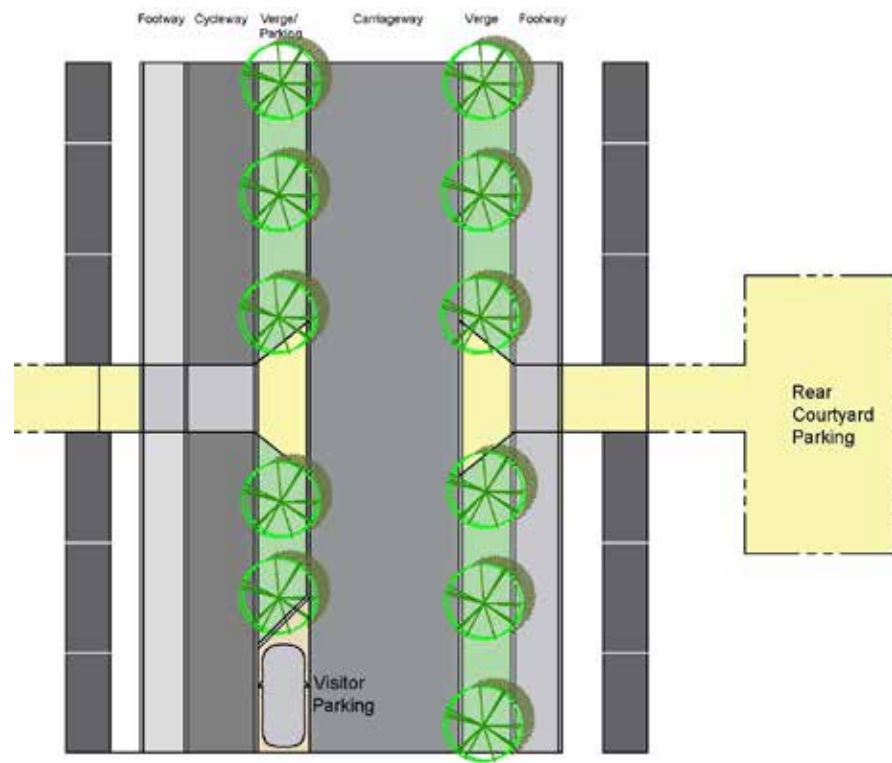 Footway Cycleway Verge/ Carriageway Verge Footway
Parking
Rear
Courtyard
Parking
Visitor
Parking